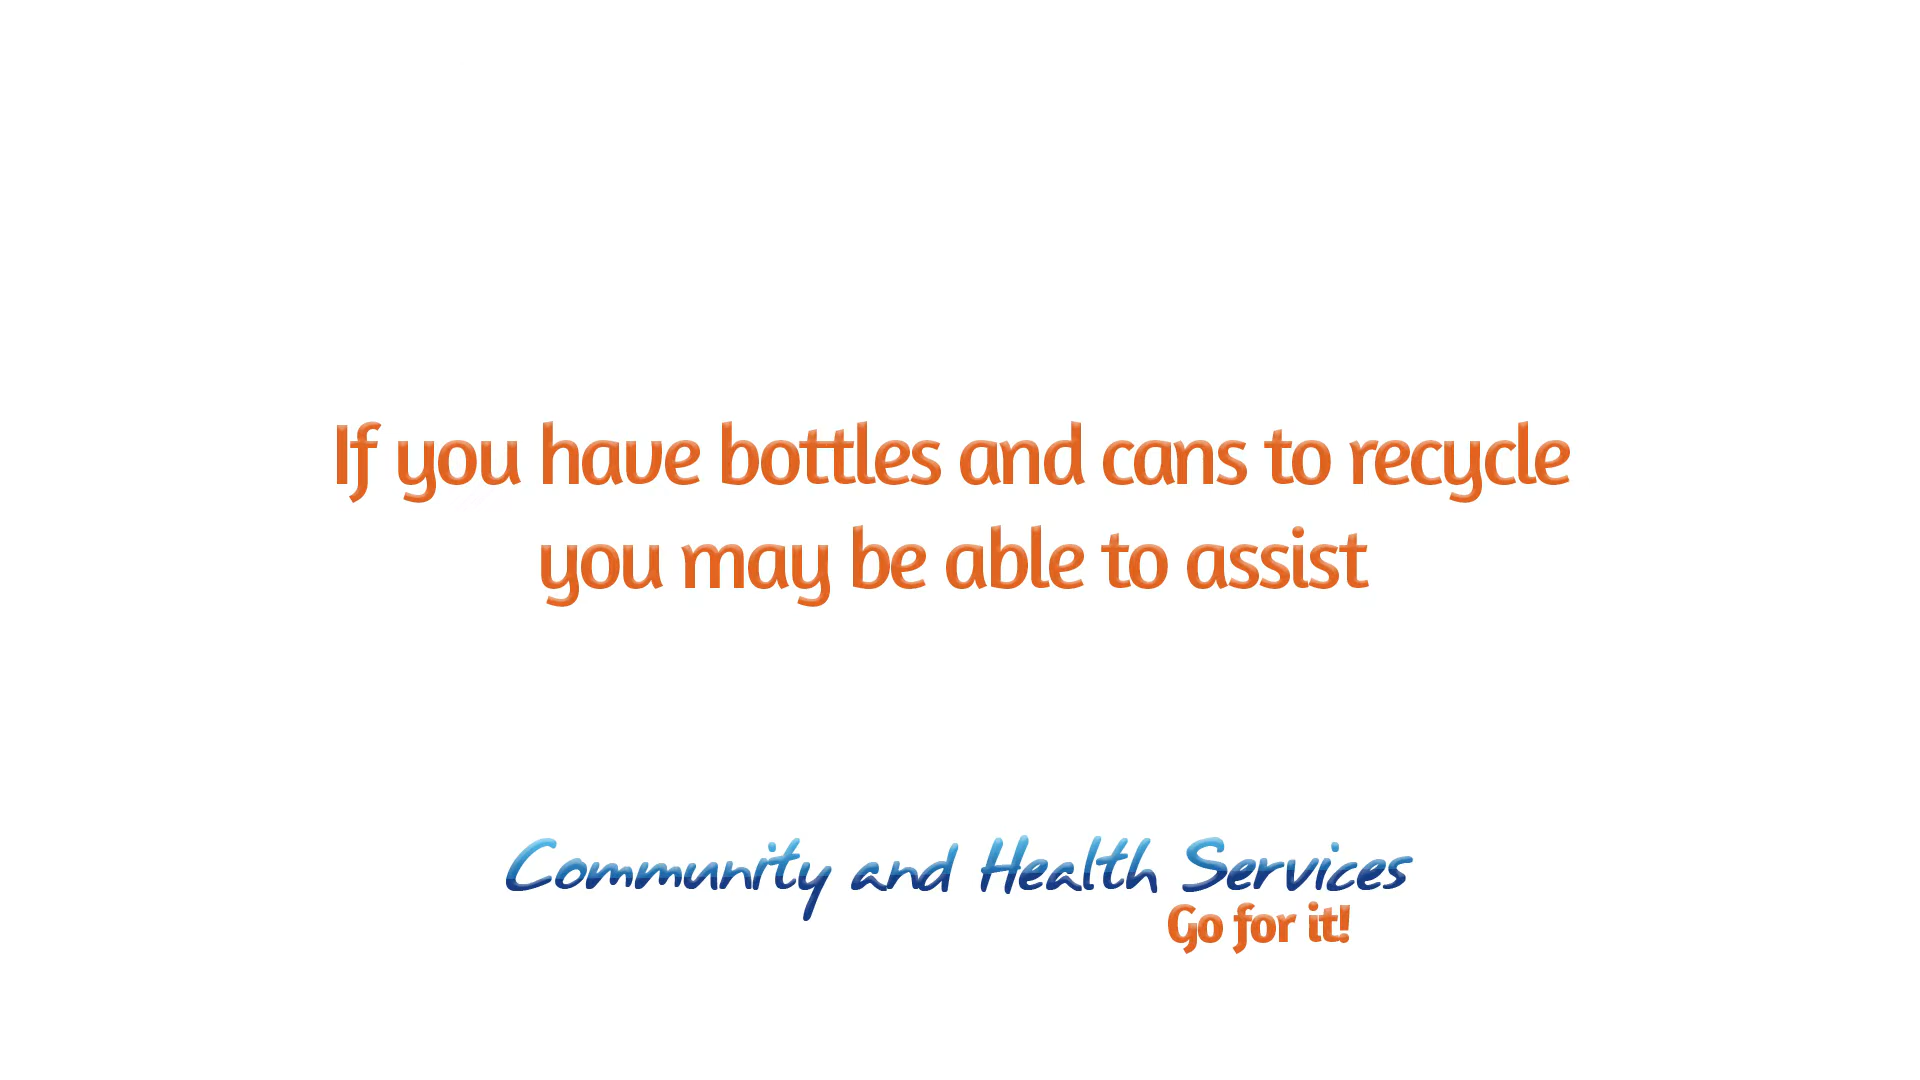 If you have bottles and cans to recycle
you may be able to assist
Community and Health Services
Go for it!